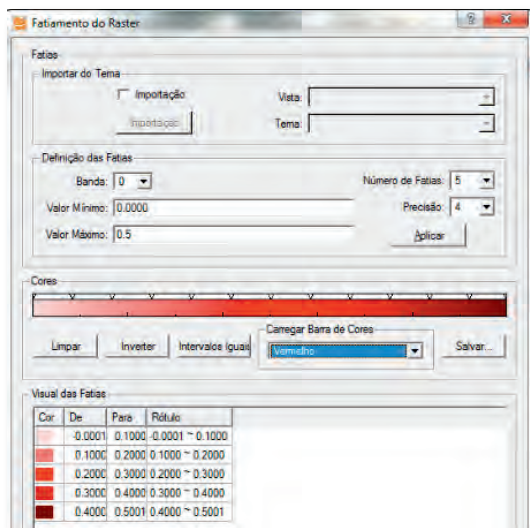 Fatiamento do Raster
Fatias
Importar do Tema
Importação
Vista:
Importação
Tema:
Definição das Fatias
Banda: 0
Número de Fatias: 5
Valor Mínimo: 0.0000
Precisão: 4
Valor Máximo: 0.5
Aplicar
Cores
Carregar Barra de Cores
Limpar Inverter Intervalos Iguais Vermelho Salvar...
Visual das Fatias
Cor De Para Rótulo
-0.0001 0.1000 -0.0001 ~ 0.1000
0.1000 0.2000 0.1000 ~ 0.2000
0.2000 0.3000 0.2000 ~ 0.3000
0.3000 0.4000 0.3000 ~ 0.4000
0.4000 0.5001 0.4000 ~ 0.5001